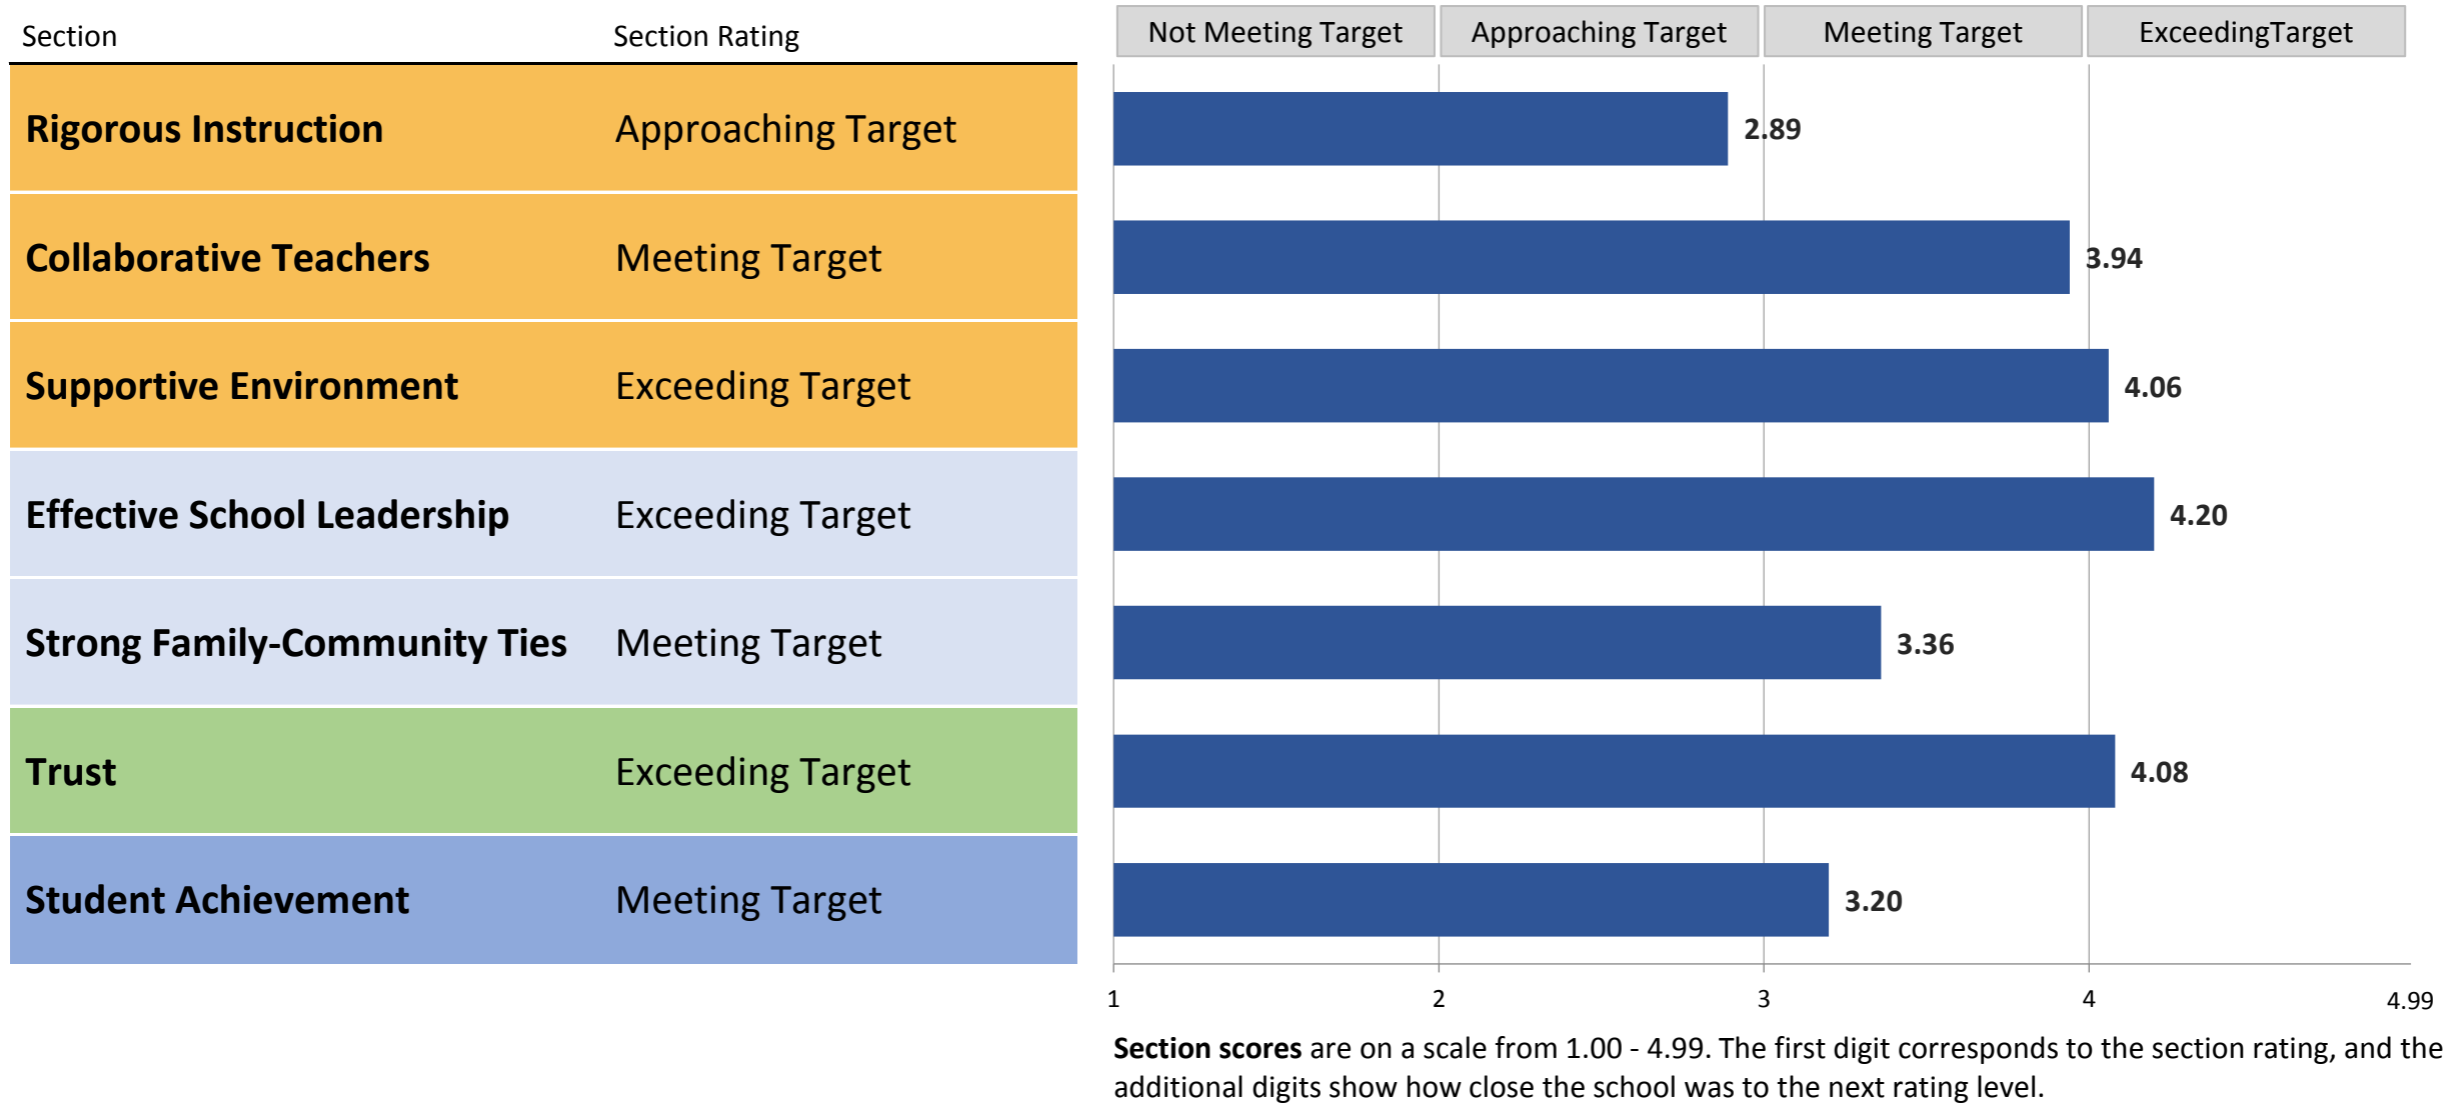 Section Section Rating Not Meeting Target Approaching Target Meeting Target ExceedingTarget
Rigorous Instruction Approaching Target 2.89
Collaborative Teachers Meeting Target 3.94
Supportive Environment Exceeding Target 4.06
Effective School Leadership Exceeding Target 4.20
Strong Family-Community Ties Meeting Target 3.36
Trust Exceeding Target 4.08
Student Achievement Meeting Target 3.20
1 2 3 4 4.99
Section scores are on a scale from 1.00 - 4.99. The first digit corresponds to the section rating, and the
additional digits show how close the school was to the next rating level.